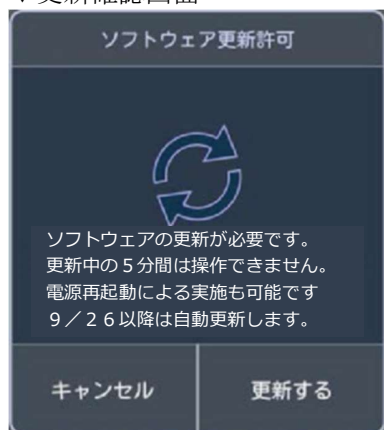 ソフトウェア更新許可
ソフトウェアの更新が必要です。
更新中の５分間は操作できません。
電源再起動による実施も可能です
９／２６以降は自動更新します。
キャンセル
更新する